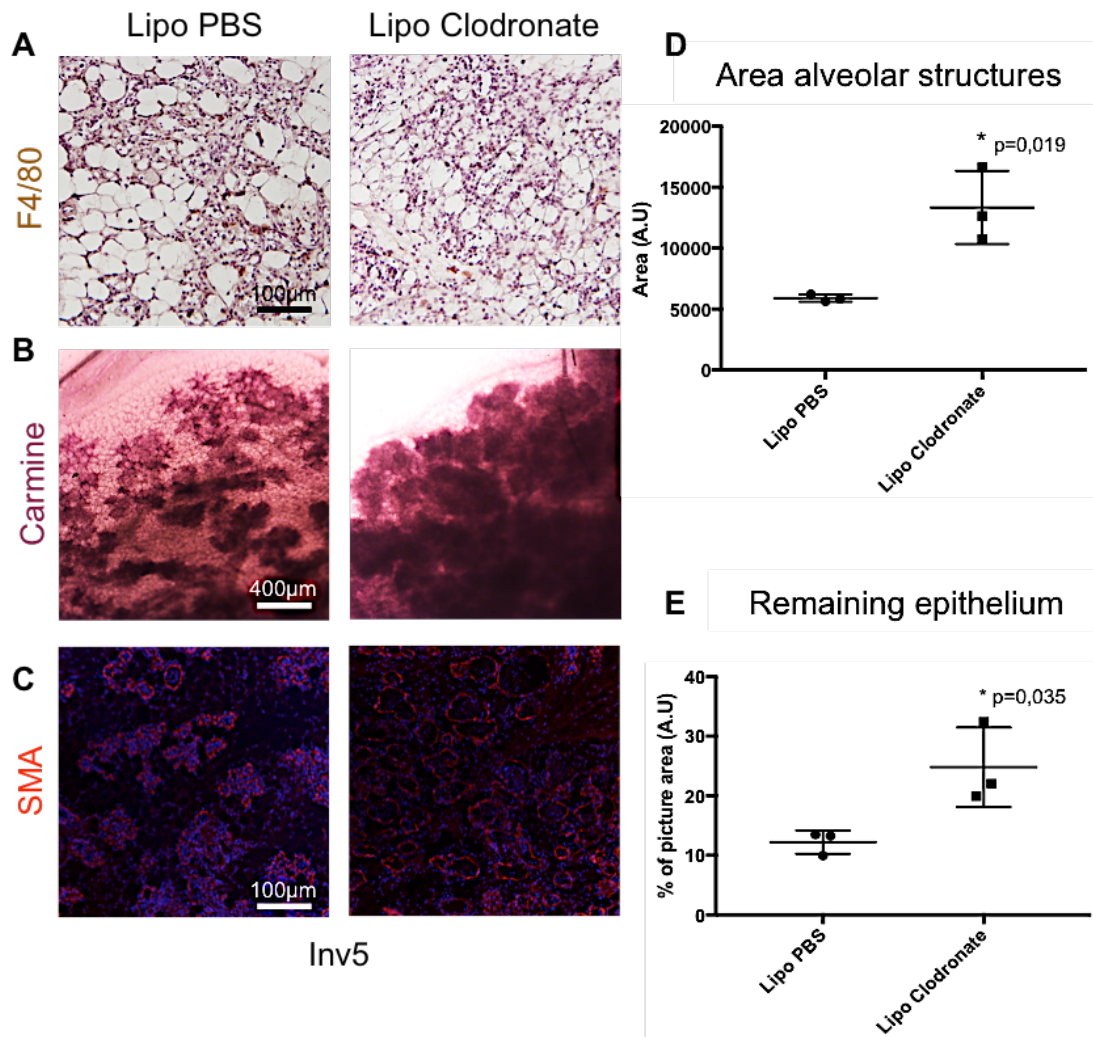 Lipo PBS
Lipo Clodronate
A
F4/80
100µm
B
Carmine
400µm
C
SMA
100µm
Inv5
D
Area alveolar structures
Area (A.U)
20000
15000
10000
5000
0
* p=0,019
Lipo PBS
Lipo Clodronate
E
Remaining epithelium
% of picture area (A.U)
40
30
20
10
0
* p=0,035
Lipo PBS
Lipo Clodronate